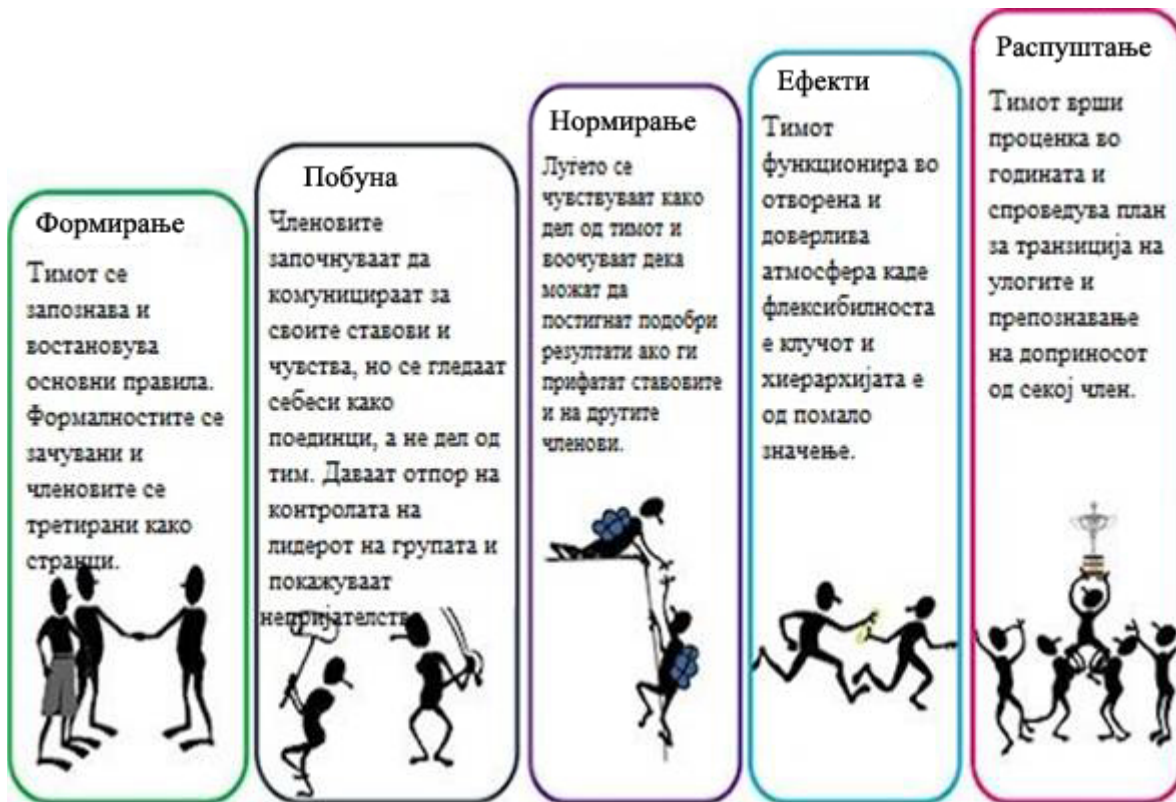 Формирање
Тимот се
запознава и
востановува
основни правила.
Формалностите се
зачувани и
членовите се
третирани како
странци.
Побуна
Членовите
започнуваат да
комуницираат за
своите ставови и
чувства, но се гледаат
себеси како
поединци, а не дел од
тим. Даваат отпор на
контролата на
лидерот на групата и
покажуваат
непријателство
Нормирање
Луѓето се
чувствуваат како
дел од тимот и
воочуваат дека
можат да
постигнат подобри
резултати ако ги
прифатат ставовите
и на другите
членови.
Ефекти
Тимот
функционира во
отворена и
доверлива
атмосфера каде
флексибилноста
е клучот и
хиерархијата е
од помало
значење.
Распуштање
Тимот врши
проценка во
годината и
спроведува план
за транзиција на
улогите и
препознавање
на доприносот
од секој член.